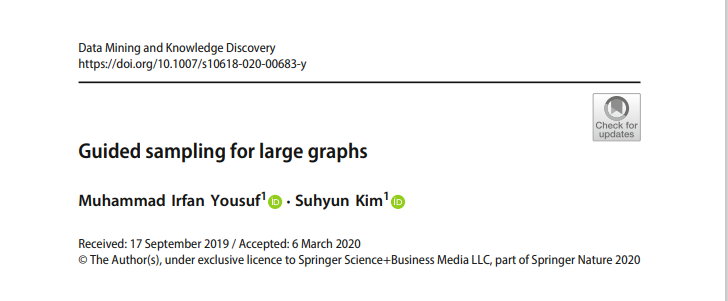 Data Mining and Knowledge Discovery
https://doi.org/10.1007/s10618-020-00683-y
Check for
updates
Guided sampling for large graphs
Muhammad Irfan Yousuf1 iD · Suhyun Kim1 iD
Received: 17 September 2019 / Accepted: 6 March 2020
© The Author(s), under exclusive licence to Springer Science+Business Media LLC, part of Springer Nature 2020